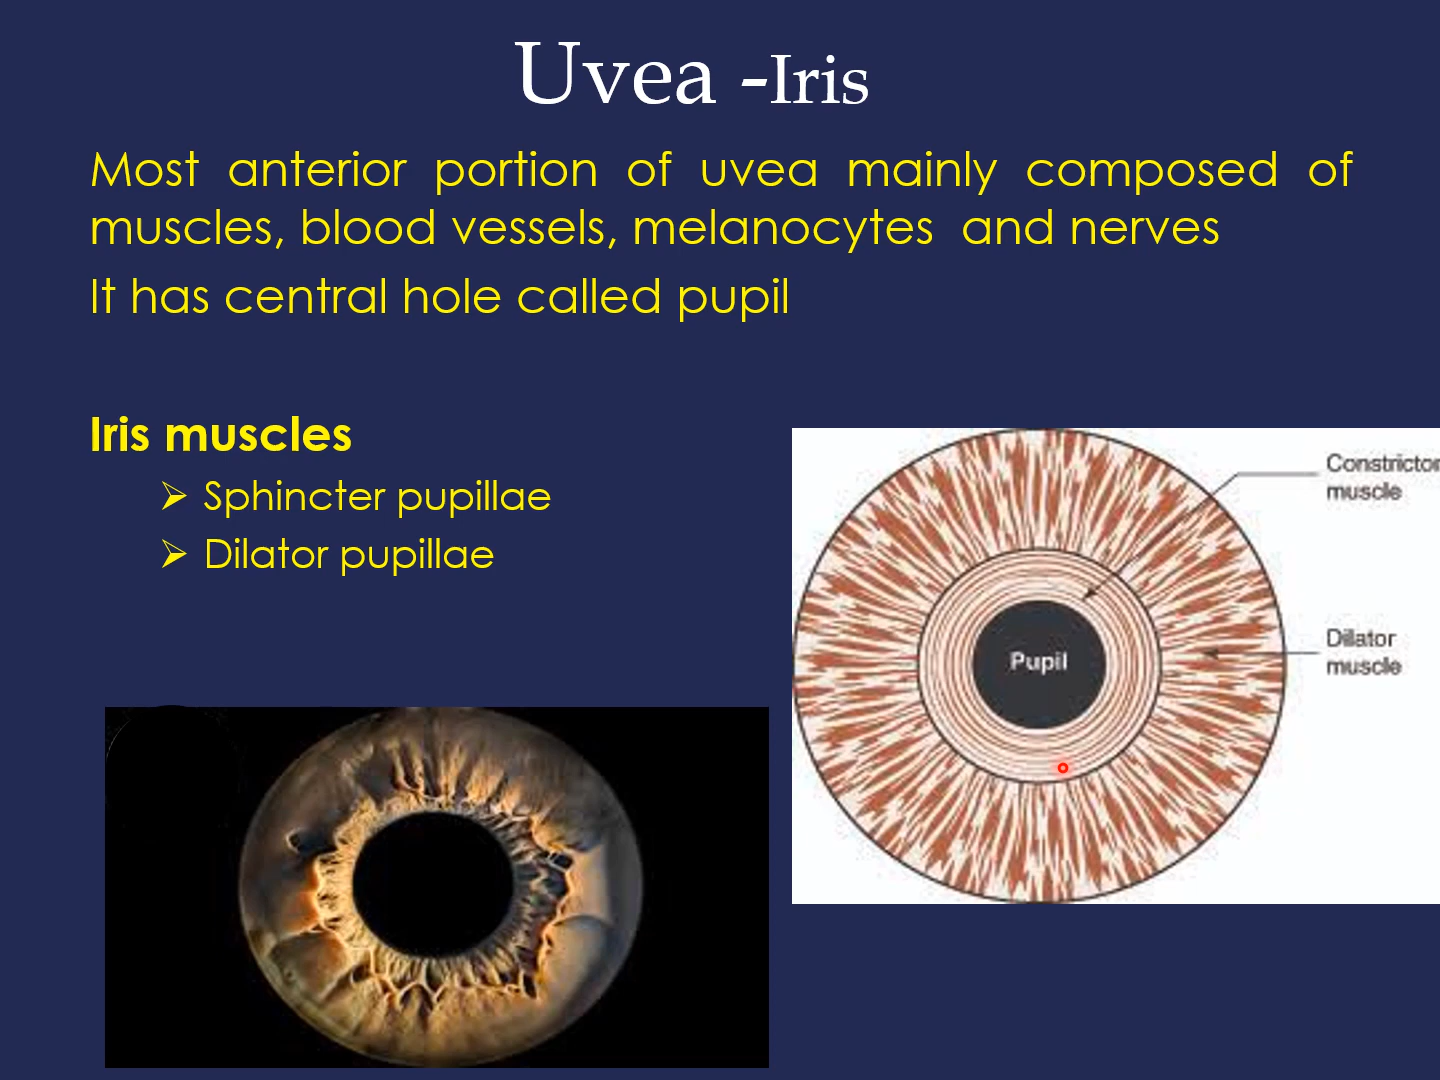 Uvea -Iris
Most anterior portion of uvea mainly composed of
muscles, blood vessels, melanocytes and nerves
It has central hole called pupil
Iris muscles
Sphincter pupillae
Dilator pupillae
Constrictor
muscle
Pupil
Dilator
muscle